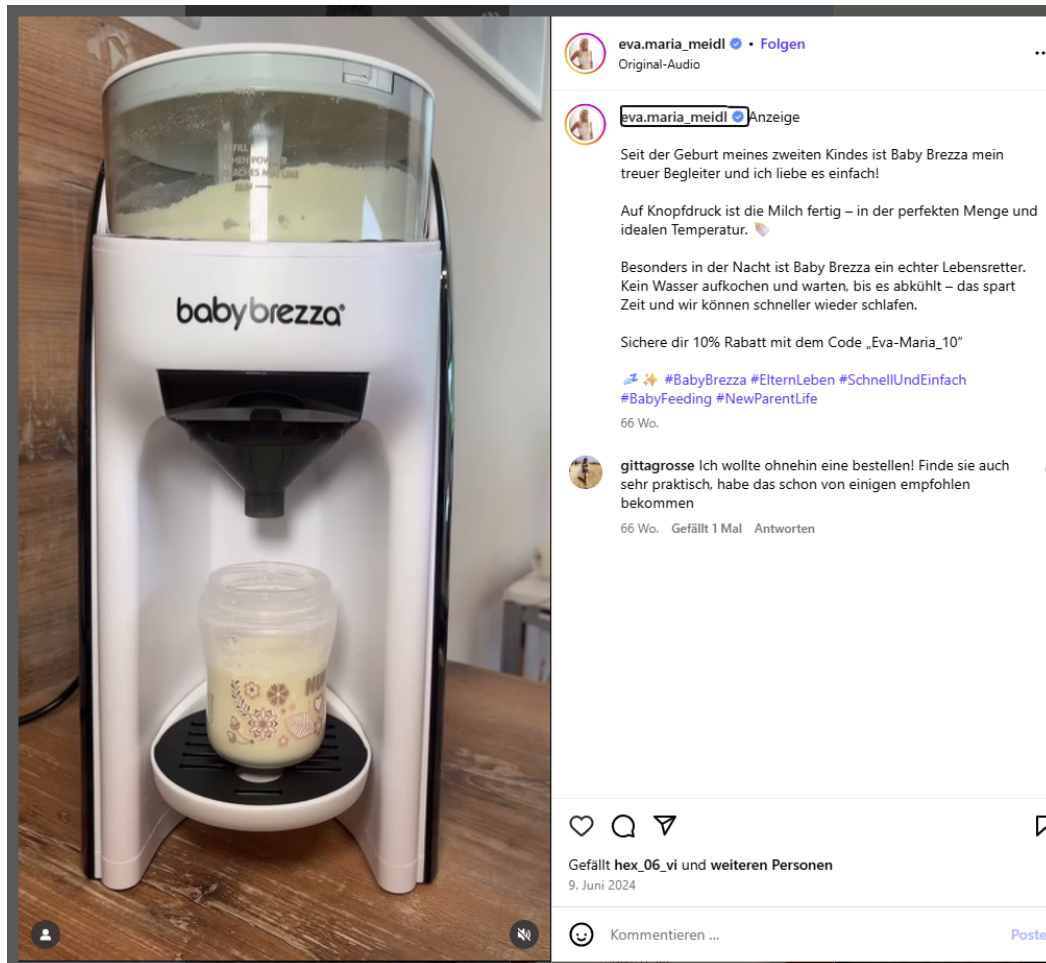 MAX
REFILL
WHEN POWDER
REACHES MIN LINE
MIN
babybrezza
NUK
eva.maria_meidl • Folgen
Original-Audio
eva.maria_meidl Anzeige
Seit der Geburt meines zweiten Kindes ist Baby Brezza mein
treuer Begleiter und ich liebe es einfach!
Auf Knopfdruck ist die Milch fertig – in der perfekten Menge und
idealen Temperatur. 🍼
Besonders in der Nacht ist Baby Brezza ein echter Lebensretter.
Kein Wasser aufkochen und warten, bis es abkühlt – das spart
Zeit und wir können schneller wieder schlafen.
Sichere dir 10% Rabatt mit dem Code „Eva-Maria_10“
💤 ✨ #BabyBrezza #ElternLeben #SchnellUndEinfach
#BabyFeeding #NewParentLife
66 Wo.
gittagrosse Ich wollte ohnehin eine bestellen! Finde sie auch
sehr praktisch, habe das schon von einigen empfohlen
bekommen
66 Wo. Gefällt 1 Mal Antworten
Gefällt hex_06_vi und weiteren Personen
9. Juni 2024
Kommentieren ...
Poste